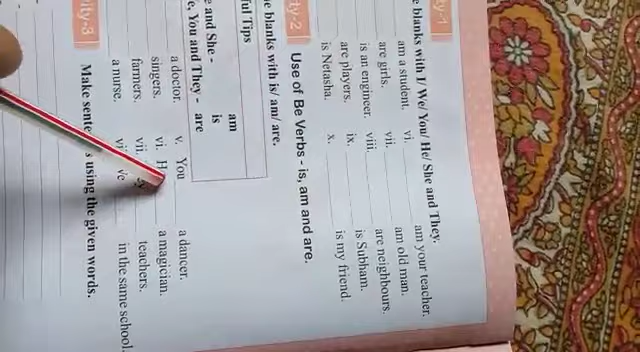 ty-1
e blanks with I/ We/ You/ He/ She and They.
am a student. vi. am your teacher.
are girls. vii. am old man.
is an engineer. viii. are neighbours.
are players. ix. is Subham.
is Netasha. x. is my friend.
ty-2 Use of Be Verbs - is, am and are.
e blanks with is/ am/ are.
ful Tips
am
e and She - is
e, You and They - are
a doctor. v. You a dancer.
singers. vi. H a magician.
farmers. vii. teachers.
a nurse. in the same school.
ity-3 Make sente s using the given words.